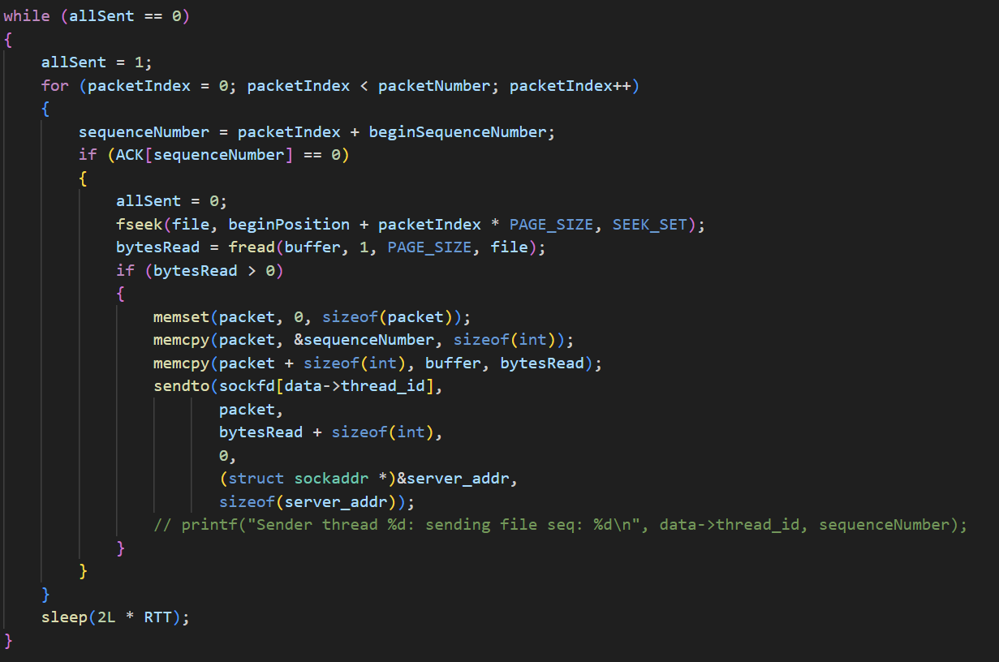 while (allSent == 0)
{
    allSent = 1;
    for (packetIndex = 0; packetIndex < packetNumber; packetIndex++)
    {
        sequenceNumber = packetIndex + beginSequenceNumber;
        if (ACK[sequenceNumber] == 0)
        {
            allSent = 0;
            fseek(file, beginPosition + packetIndex * PAGE_SIZE, SEEK_SET);
            bytesRead = fread(buffer, 1, PAGE_SIZE, file);
            if (bytesRead > 0)
            {
                memset(packet, 0, sizeof(packet));
                memcpy(packet, &sequenceNumber, sizeof(int));
                memcpy(packet + sizeof(int), buffer, bytesRead);
                sendto(sockfd[data->thread_id],
                       packet,
                       bytesRead + sizeof(int),
                       0,
                       (struct sockaddr *)&server_addr,
                       sizeof(server_addr));
                // printf("Sender thread %d: sending file seq: %d\n", data->thread_id, sequenceNumber);
            }
        }
    }
    sleep(2L * RTT);
}